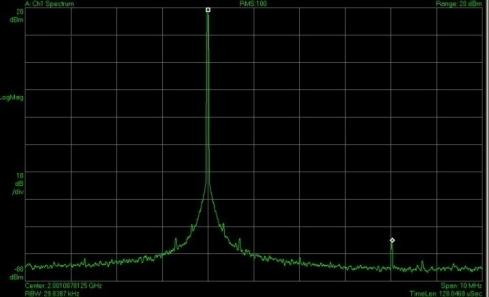 A: Ch1 Spectrum RMS:100 Range: 20 dBm
20
dBm
LogMag
10
dB
/div
-80
dBm
Center: 2.0010078125 GHz Span: 10 MHz
RBW: 29.8387 kHz TimeLen: 128.0469 uSec